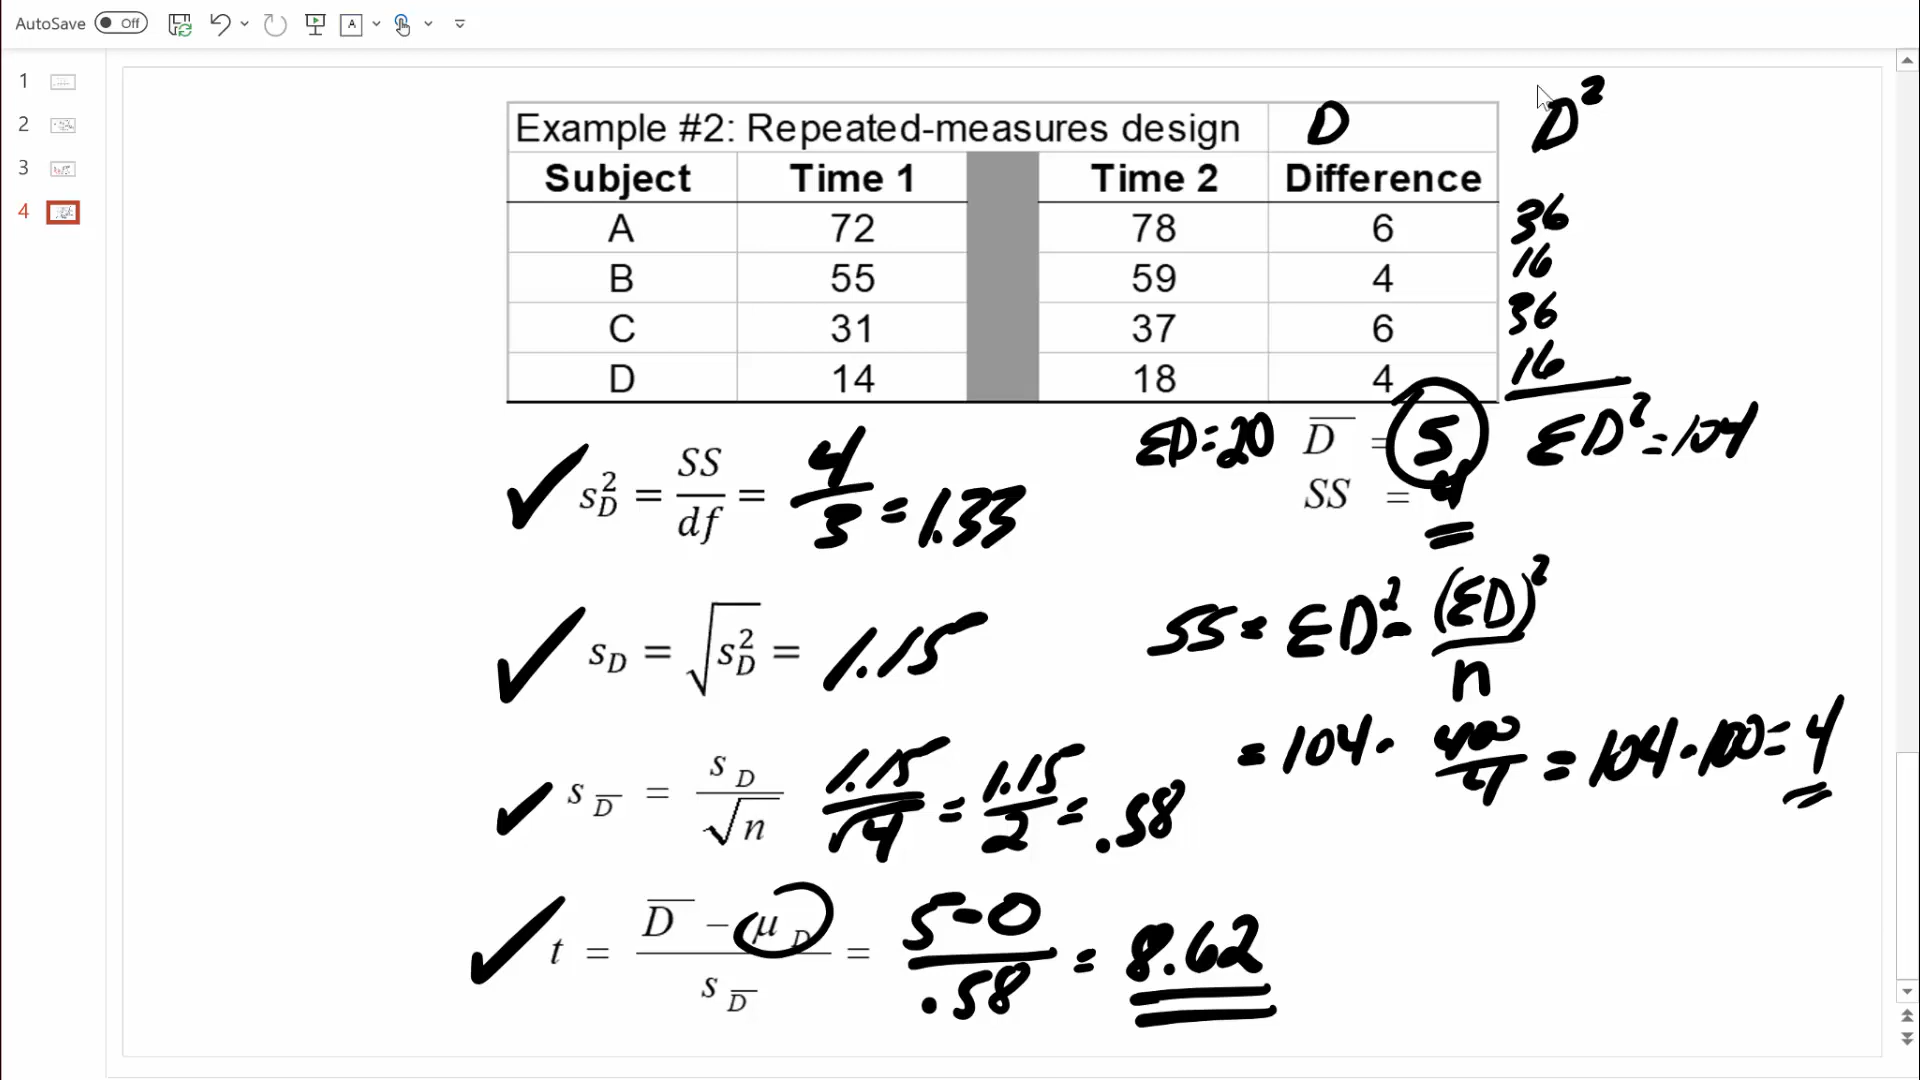 AutoSave Off A
1
2
3
4
Example #2: Repeated-measures design D D²
Subject Time 1 Time 2 Difference
A 72 78 6 36
B 55 59 4 16
C 31 37 6 36
D 14 18 4 16
ΣD=20 D̅ = 5 ΣD²=104
SS = 4
s²_D = SS/df = 4/3 = 1.33
SS = ΣD² - (ΣD)²/n
s_D = √s²_D = 1.15
= 104 - 400/4 = 104 - 100 = 4
s_D̅ = s_D/√n 1.15/√4 = 1.15/2 = .58
t = (D̅ − μ_D)/s_D̅ = (5-0)/.58 = 8.62